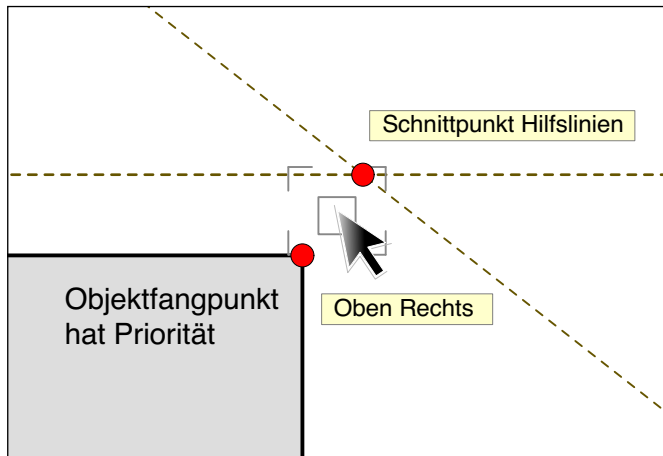 Schnittpunkt Hilfslinien
Oben Rechts
Objektfangpunkt
hat Priorität